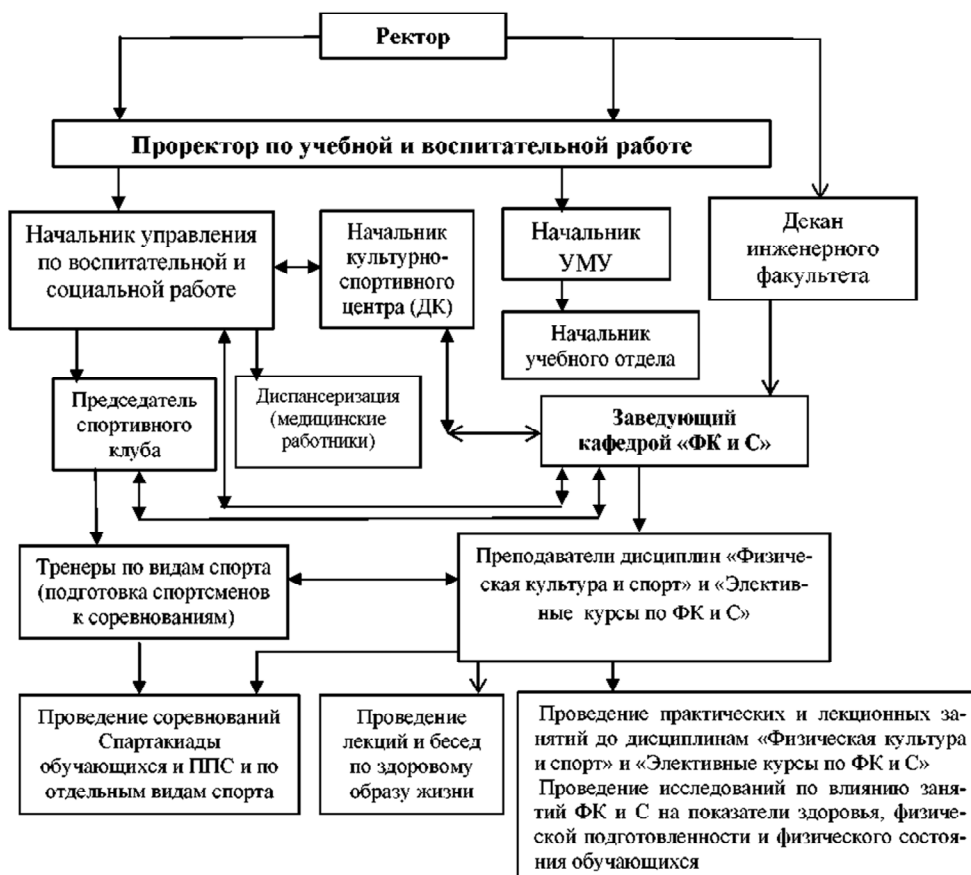 Ректор
Проректор по учебной и воспитательной работе
Начальник управления
по воспитательной и
социальной работе
Начальник
культурно-
спортивного
центра (ДК)
Начальник
УМУ
Декан
инженерного
факультета
Начальник
учебного отдела
Председатель
спортивного
клуба
Диспансеризация
(медицинские
работники)
Заведующий
кафедрой «ФК и С»
Тренеры по видам спорта
(подготовка спортсменов
к соревнованиям)
Преподаватели дисциплин «Физиче-
ская культура и спорт» и «Электив-
ные курсы по ФК и С»
Проведение соревнований
Спартакиады
обучающихся и ППС и по
отдельным видам спорта
Проведение
лекций и бесед
по здоровому
образу жизни
Проведение практических и лекционных за-
нятий до дисциплинам «Физическая культура
и спорт» и «Элективные курсы по ФК и С»
Проведение исследований по влиянию заня-
тий ФК и С на показатели здоровья, физиче-
ской подготовленности и физического состоя-
ния обучающихся